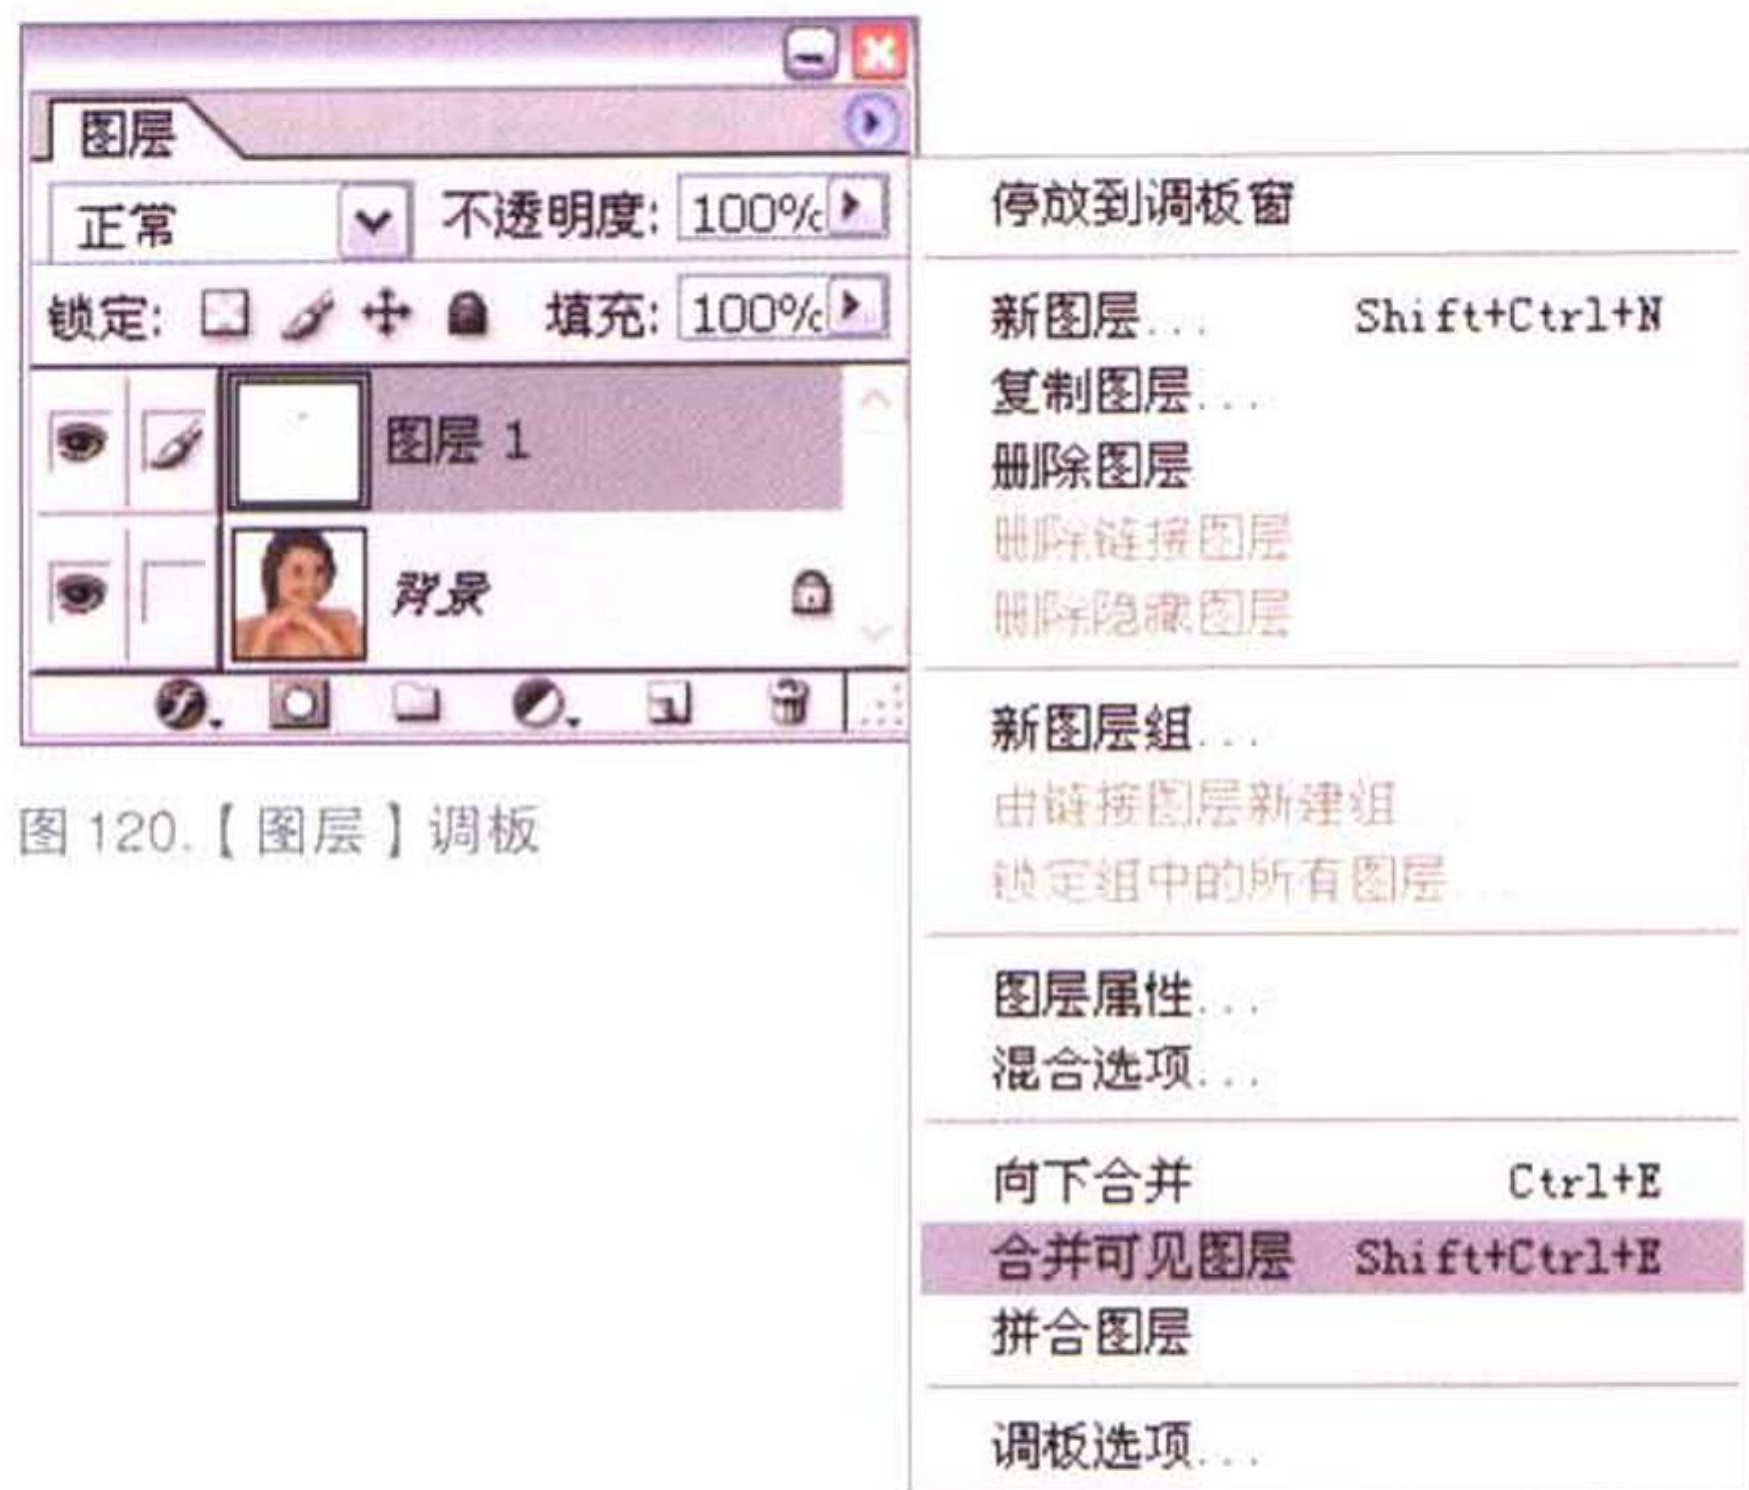 图层
正常 不透明度: 100%
锁定: 填充: 100%
图层 1
背景
图 120.【图层】调板
停放到调板窗
新图层... Shift+Ctrl+N
复制图层...
删除图层
删除链接图层
删除隐藏图层
新图层组...
由链接图层新建组...
锁定组中的所有图层...
图层属性...
混合选项...
向下合并 Ctrl+E
合并可见图层 Shift+Ctrl+E
拼合图层
调板选项...